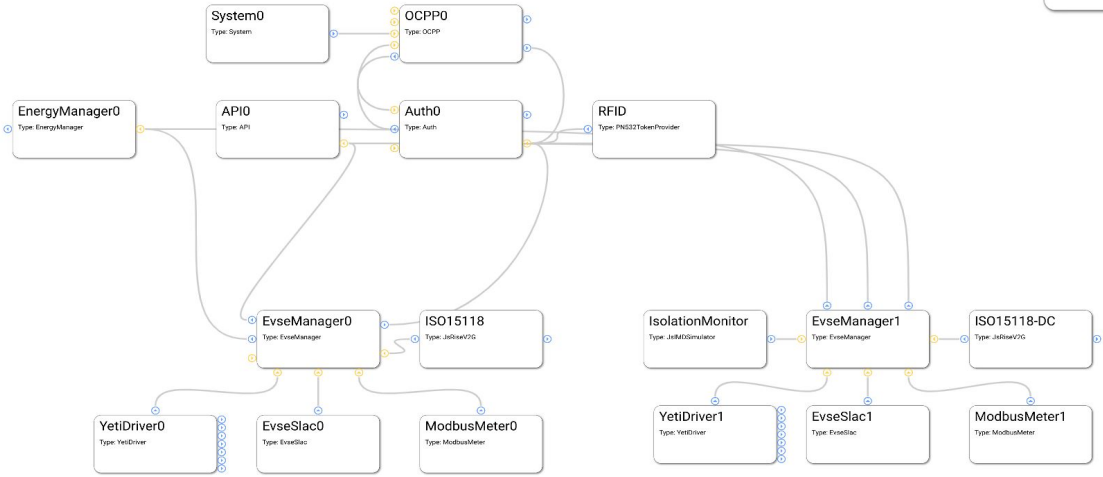 System0
Type: System
OCPP0
Type: OCPP
EnergyManager0
Type: EnergyManager
API0
Type: API
Auth0
Type: Auth
RFID
Type: PN532TokenProvider
EvseManager0
Type: EvseManager
ISO15118
Type: JsRiseV2G
IsolationMonitor
Type: JsIMDSimulator
EvseManager1
Type: EvseManager
ISO15118-DC
Type: JsRiseV2G
YetiDriver0
Type: YetiDriver
EvseSlac0
Type: EvseSlac
ModbusMeter0
Type: ModbusMeter
YetiDriver1
Type: YetiDriver
EvseSlac1
Type: EvseSlac
ModbusMeter1
Type: ModbusMeter